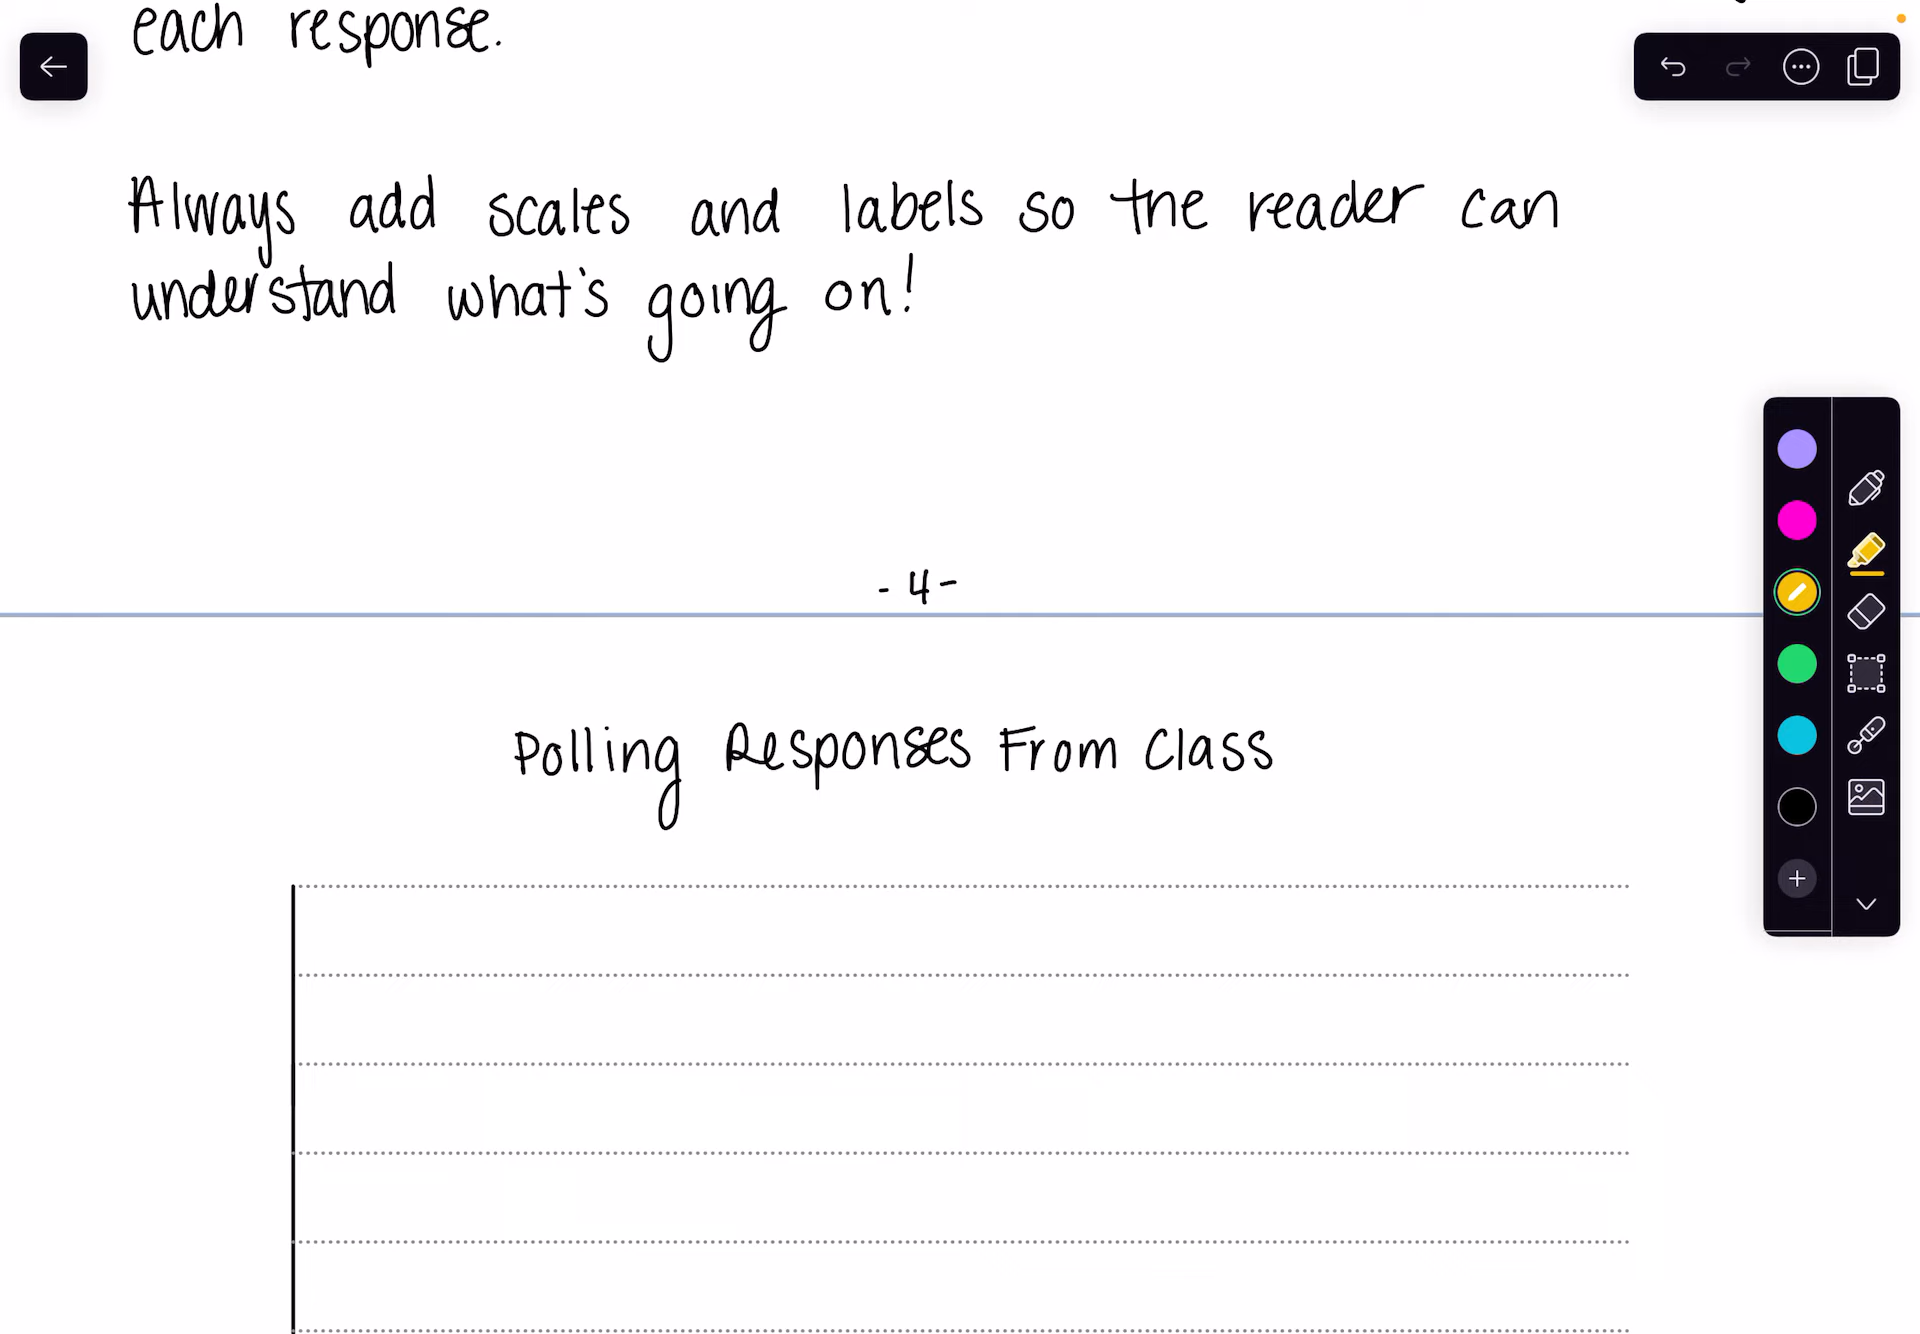 each response.
Always add scales and labels so the reader can
understand what's going on!
- 4 -
Polling Responses From Class